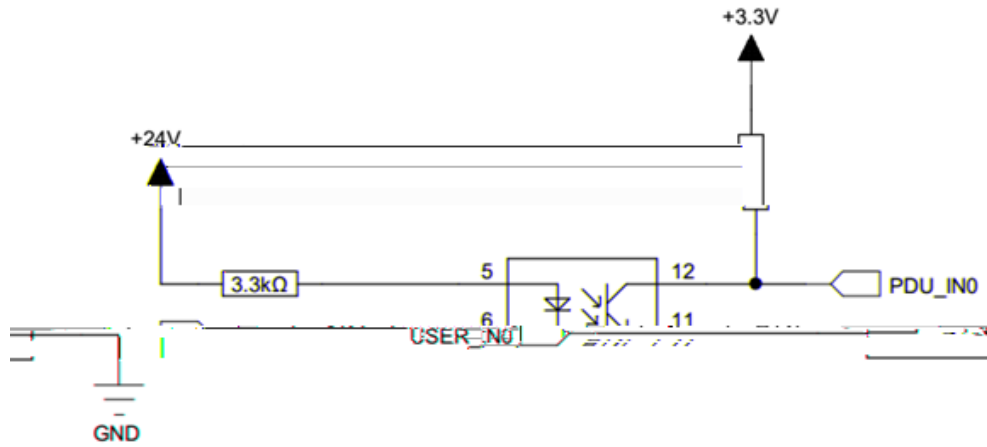 +3.3V
+24V
3.3kΩ
5
12
PDU_IN0
6
11
USER_IN0
GND